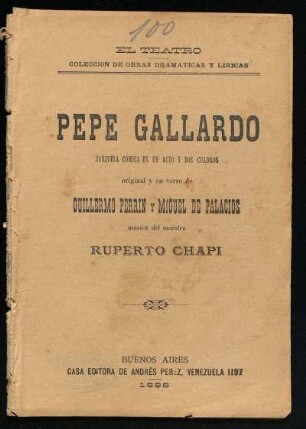 100
EL TEATRO
COLECCION DE OBRAS DRAMATICAS Y LIRICAS
PEPE GALLARDO
ZARZUELA CÓMICA EN UN ACTO Y DOS CUADROS
original y en verso de
GUILLERMO PERRIN Y MIGUEL DE PALACIOS
música del maestro
RUPERTO CHAPI
BUENOS AIRES
CASA EDITORA DE ANDRÉS PEREZ, VENEZUELA 1197
1898